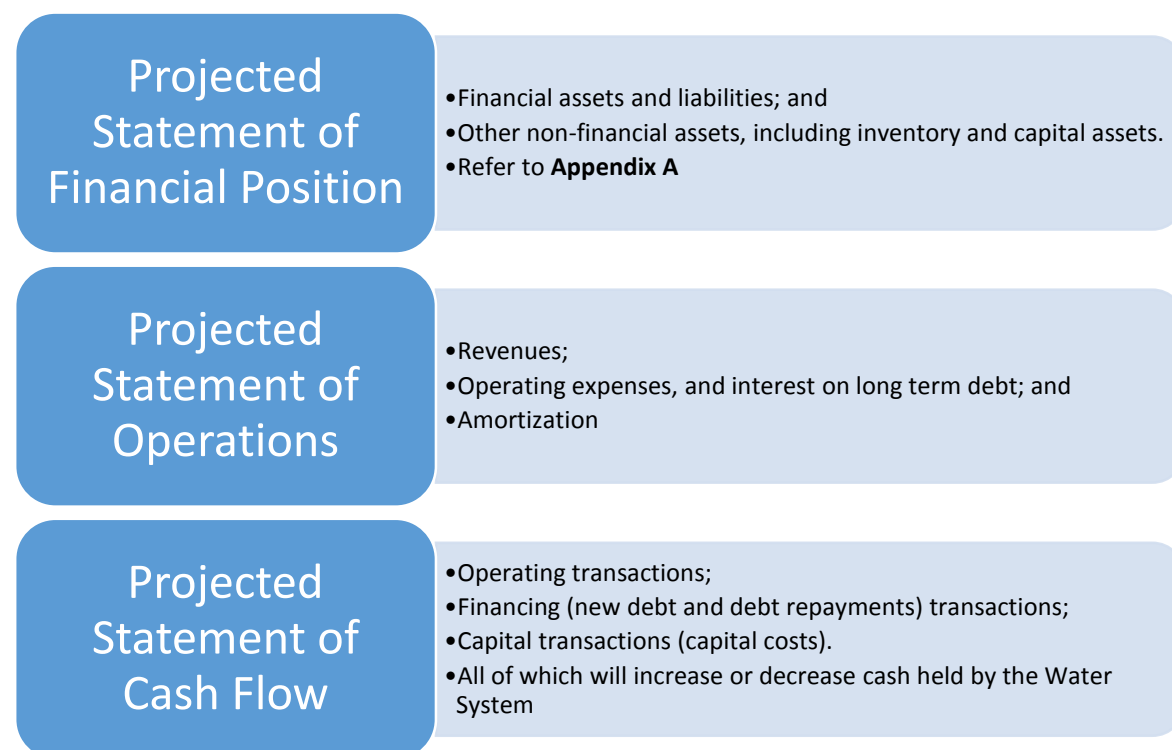 Projected
Statement of
Financial Position
•Financial assets and liabilities; and
•Other non-financial assets, including inventory and capital assets.
•Refer to Appendix A
Projected
Statement of
Operations
•Revenues;
•Operating expenses, and interest on long term debt; and
•Amortization
Projected
Statement of
Cash Flow
•Operating transactions;
•Financing (new debt and debt repayments) transactions;
•Capital transactions (capital costs).
•All of which will increase or decrease cash held by the Water
System